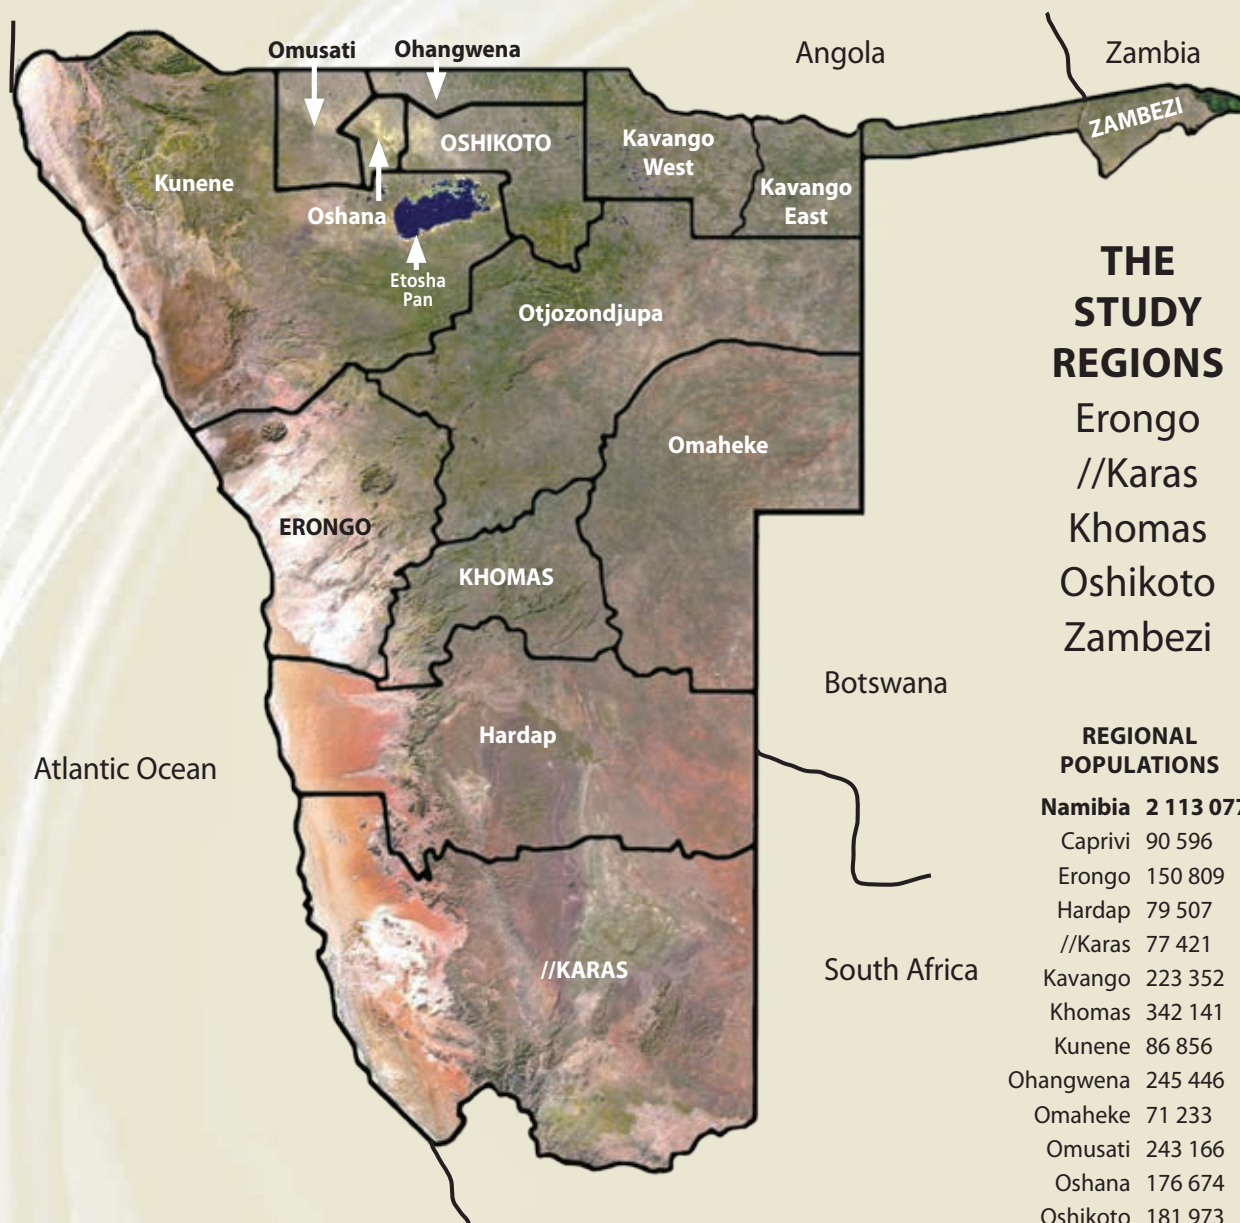 Omusati
Ohangwena
Angola
Zambia
ZAMBEZI
OSHIKOTO
Kavango
West
Kunene
Kavango
East
Oshana
Etosha
Pan
Otjozondjupa
Omaheke
ERONGO
KHOMAS
Botswana
Hardap
Atlantic Ocean
//KARAS
South Africa
THE
STUDY
REGIONS
Erongo
//Karas
Khomas
Oshikoto
Zambezi
REGIONAL
POPULATIONS
Namibia 2 113 077
Caprivi 90 596
Erongo 150 809
Hardap 79 507
//Karas 77 421
Kavango 223 352
Khomas 342 141
Kunene 86 856
Ohangwena 245 446
Omaheke 71 233
Omusati 243 166
Oshana 176 674
Oshikoto 181 973